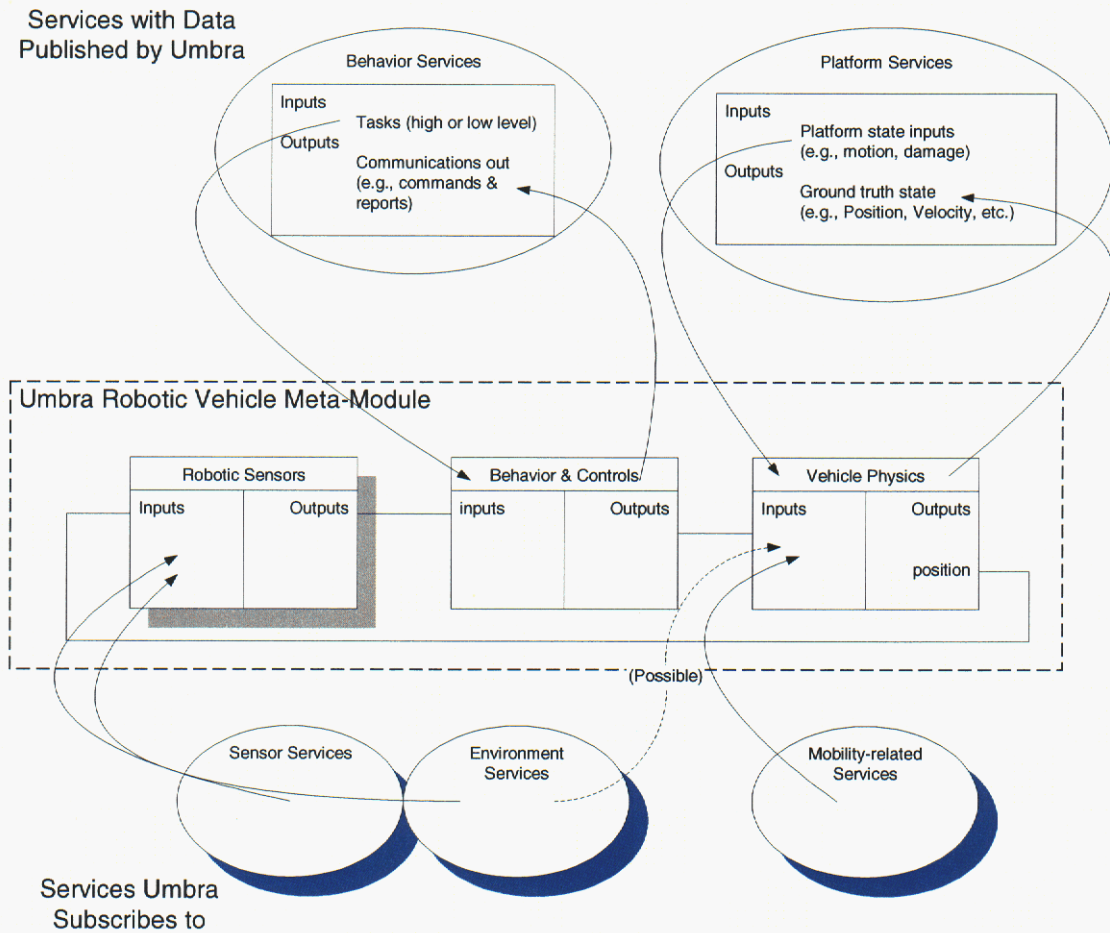 Services with Data
Published by Umbra
Behavior Services
Inputs
Tasks (high or low level)
Outputs
Communications out
(e.g., commands &
reports)
Platform Services
Inputs
Platform state inputs
(e.g., motion, damage)
Outputs
Ground truth state
(e.g., Position, Velocity, etc.)
Umbra Robotic Vehicle Meta-Module
Robotic Sensors
Inputs
Outputs
Behavior & Controls
inputs
Outputs
Vehicle Physics
Inputs
Outputs
position
(Possible)
Sensor Services
Environment
Services
Mobility-related
Services
Services Umbra
Subscribes to